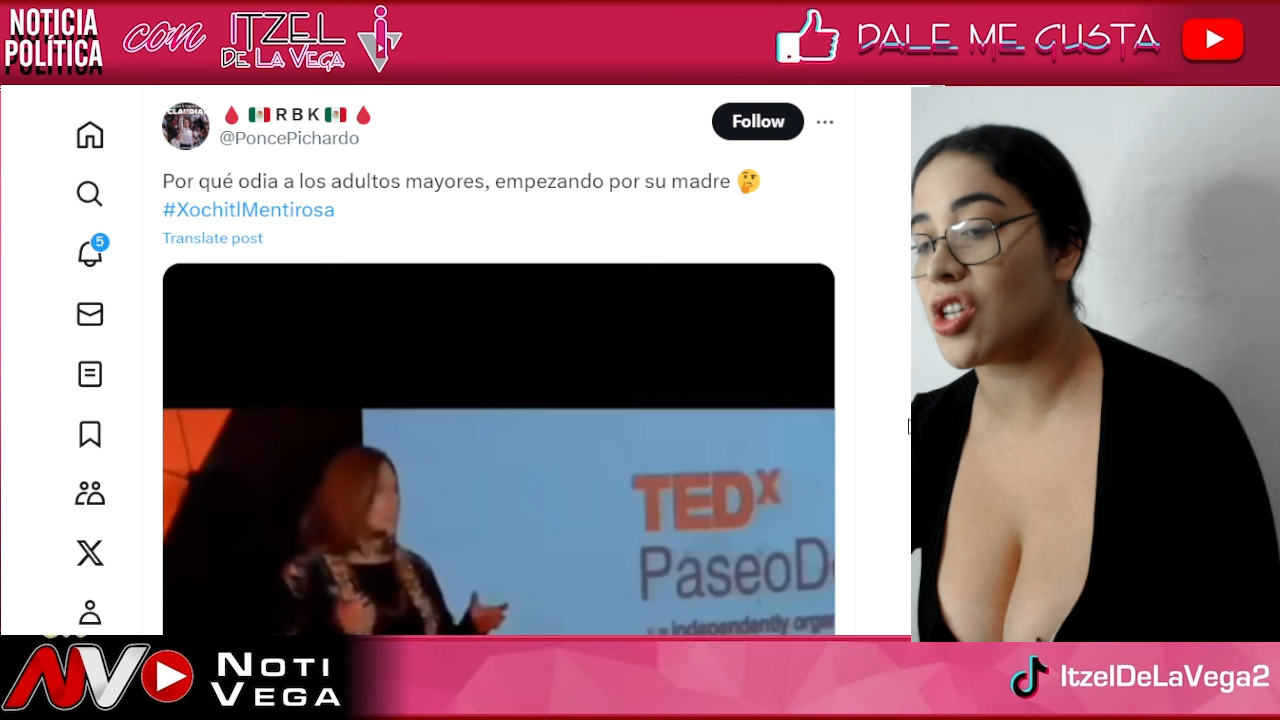 NOTICIA
POLÍTICA
con
ITZEL
DE LA VEGA
DALE ME GUSTA
RBK
@PoncePichardo
Follow
Por qué odia a los adultos mayores, empezando por su madre 🤔
#XochitlMentirosa
Translate post
5
TEDx
PaseoDe
independently
NOTI
VEGA
ItzelDeLaVega2